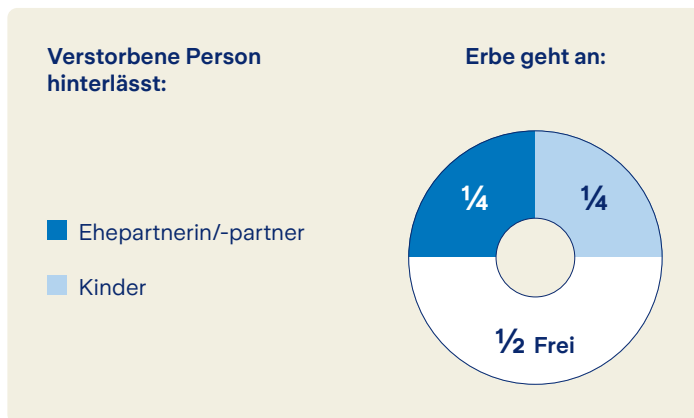 Verstorbene Person
hinterlässt:
Erbe geht an:
Ehepartnerin/-partner
Kinder
¼
¼
½ Frei